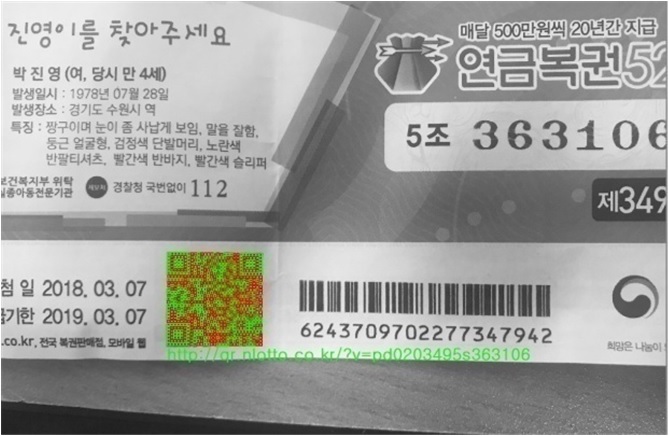 진영이를 찾아주세요
박 진 영 (여, 당시 만 4세)
발생일시 : 1978년 07월 28일
발생장소 : 경기도 수원시 역
특징 : 짱구이며 눈이 좀 사납게 보임, 말을 잘함,
둥근 얼굴형, 검정색 단발머리, 노란색
반팔티셔츠, 빨간색 반바지, 빨간색 슬리퍼
보건복지부 위탁
실종아동전문기관
경찰청 국번없이 112
매달 500만원씩 20년간 지급
연금복권52
5조 363106
제349
첨 일 2018. 03. 07
급기한 2019. 03. 07
.co.kr, 전국 복권판매점, 모바일 웹
62437097022777347942
http://qr.nlotto.co.kr/?v=pd0203495s363106
희망은 나눔이